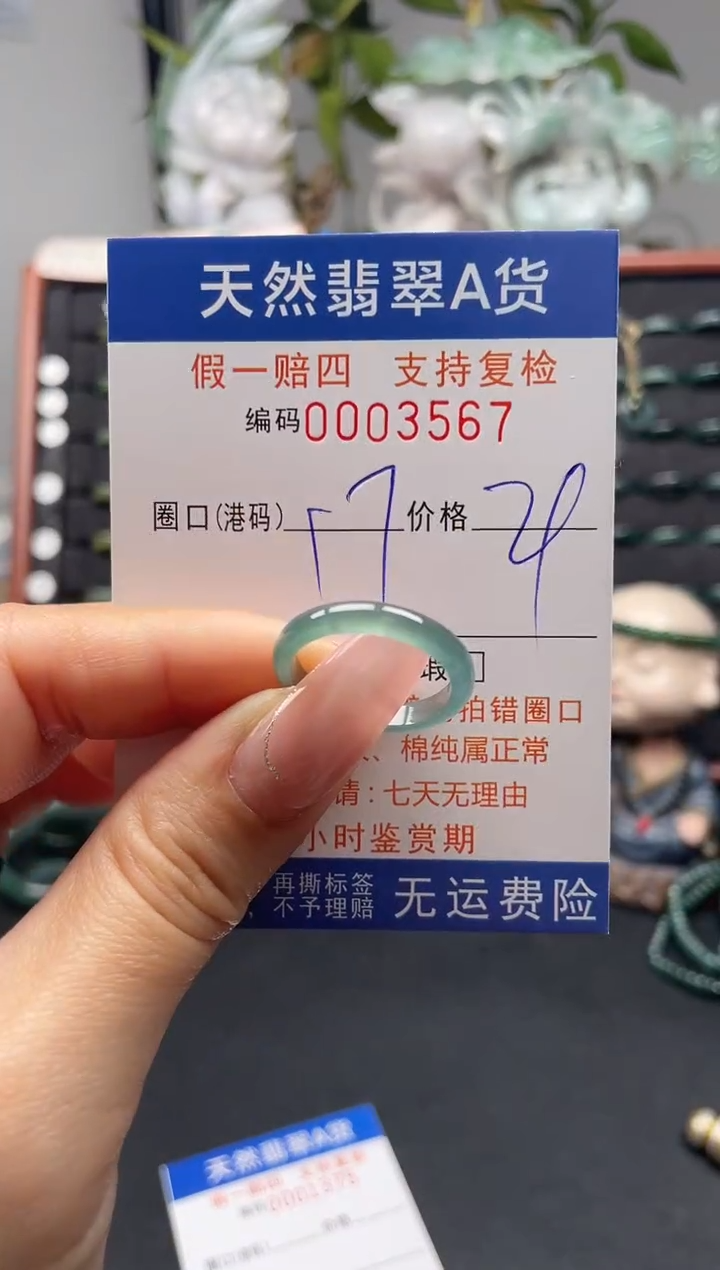 天然翡翠A货
假一赔四 支持复检
编码0003567
圈口(港码) 17 价格
瑕
拍错圈口
、棉纯属正常
请:七天无理由
小时鉴赏期
再撕标签
，不予理赔
无运费险
天然翡翠A货